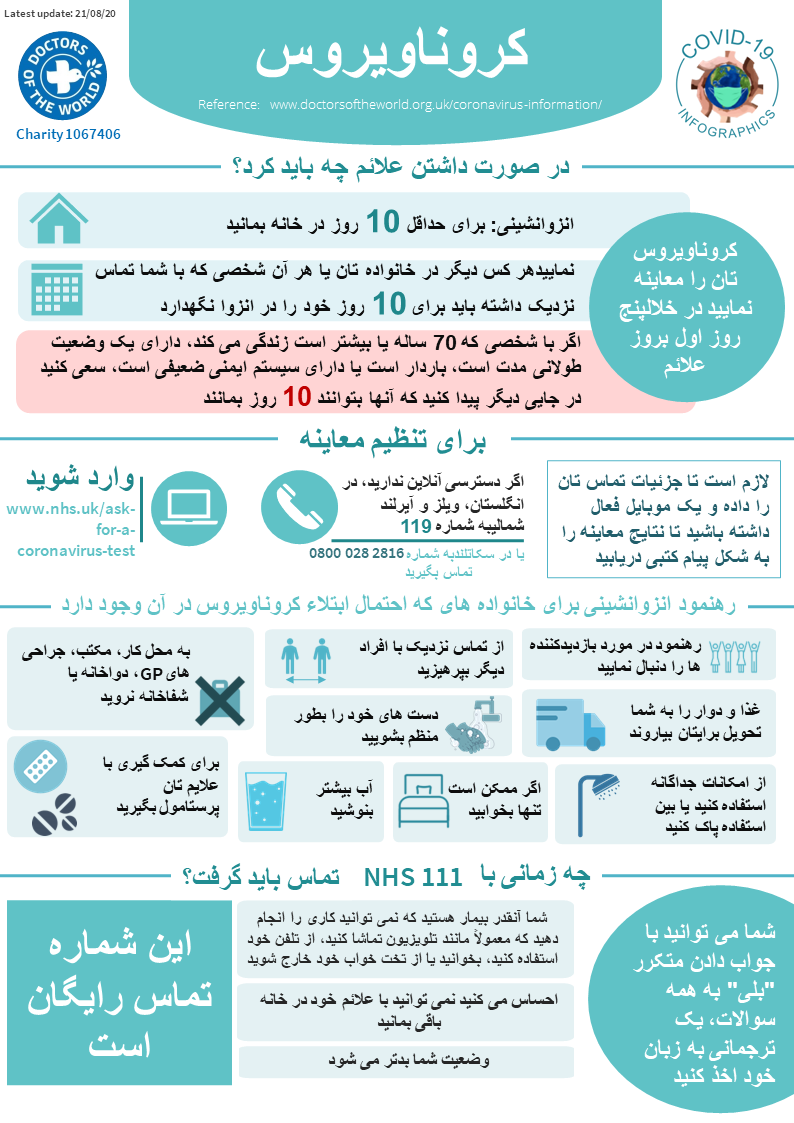 Latest update: 21/08/20
DOCTORS OF THE WORLD
Charity 1067406
کروناویروس
Reference: www.doctorsoftheworld.org.uk/coronavirus-information/
COVID-19
INFOGRAPHICS
در صورت داشتن علائم چه باید کرد؟
انزوانشینی: برای حداقل 10 روز در خانه بمانید
نماییدهر کس دیگر در خانواده تان یا هر آن شخصی که با شما تماس
نزدیک داشته باید برای 10 روز خود را در انزوا نگهدارد
اگر با شخصی که 70 ساله یا بیشتر است زندگی می کند، دارای یک وضعیت
طولانی مدت است، باردار است یا دارای سیستم ایمنی ضعیفی است، سعی کنید
در جایی دیگر پیدا کنید که آنها بتوانند 10 روز بمانند
کروناویروس
تان را معاینه
نمایید در خلالپنج
روز اول بروز
علائم
برای تنظیم معاینه
لازم است تا جزئیات تماس تان
را داده و یک موبایل فعال
داشته باشید تا نتایج معاینه را
به شکل پیام کتبی دریابید
اگر دسترسی آنلاین ندارید، در
انگلستان، ویلز و آیرلند
شمالیبه شماره 119
یا در سکاتلندبه شماره 0800 028 2816
تماس بگیرید
وارد شوید
www.nhs.uk/ask-
for-a-
coronavirus-test
رهنمود انزوانشینی برای خانواده های که احتمال ابتلاء کروناویروس در آن وجود دارد
رهنمود در مورد بازدیدکننده
ها را دنبال نمایید
از تماس نزدیک با افراد
دیگر بپرهیزید
به محل کار، مکتب، جراحی
های GP، دواخانه یا
شفاخانه نروید
غذا و دوار را به شما
تحویل برایتان بیاروند
دست های خود را بطور
منظم بشویید
برای کمک گیری با
علایم تان
پرستامول بگیرید
از امکانات جداگانه
استفاده کنید یا بین
استفاده پاک کنید
اگر ممکن است
تنها بخوابید
آب بیشتر
بنوشید
چه زمانی با NHS 111 تماس باید گرفت؟
شما می توانید با
جواب دادن متکرر
"بلی" به همه
سوالات، یک
ترجمانی به زبان
خود اخذ کنید
شما آنقدر بیمار هستید که نمی توانید کاری را انجام
دهید که معمولاً مانند تلویزیون تماشا کنید، از تلفن خود
استفاده کنید، بخوانید یا از تخت خواب خود خارج شوید
احساس می کنید نمی توانید با علائم خود در خانه
باقی بمانید
وضعیت شما بدتر می شود
این شماره
تماس رایگان
است